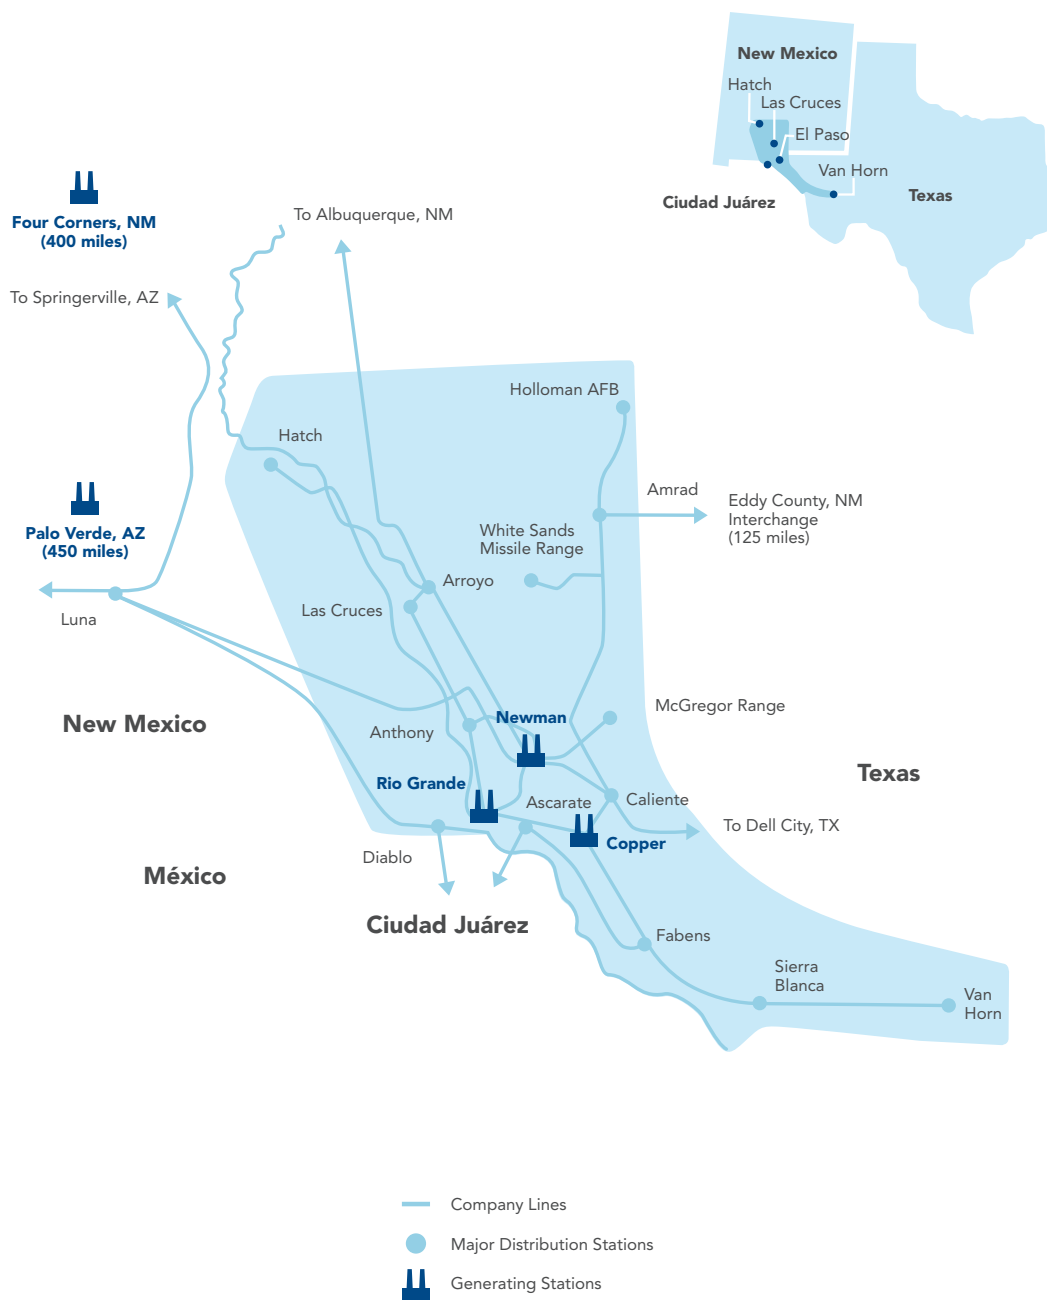 New Mexico
Hatch
Las Cruces
El Paso
Van Horn
Ciudad Juárez
Texas
Four Corners, NM
(400 miles)
To Albuquerque, NM
To Springerville, AZ
Holloman AFB
Hatch
Amrad
Eddy County, NM
Interchange
(125 miles)
White Sands
Missile Range
Palo Verde, AZ
(450 miles)
Arroyo
Las Cruces
Luna
McGregor Range
Newman
New Mexico
Anthony
Texas
Rio Grande
Ascarate
Caliente
To Dell City, TX
Copper
Diablo
México
Ciudad Juárez
Fabens
Sierra
Blanca
Van
Horn
Company Lines
Major Distribution Stations
Generating Stations